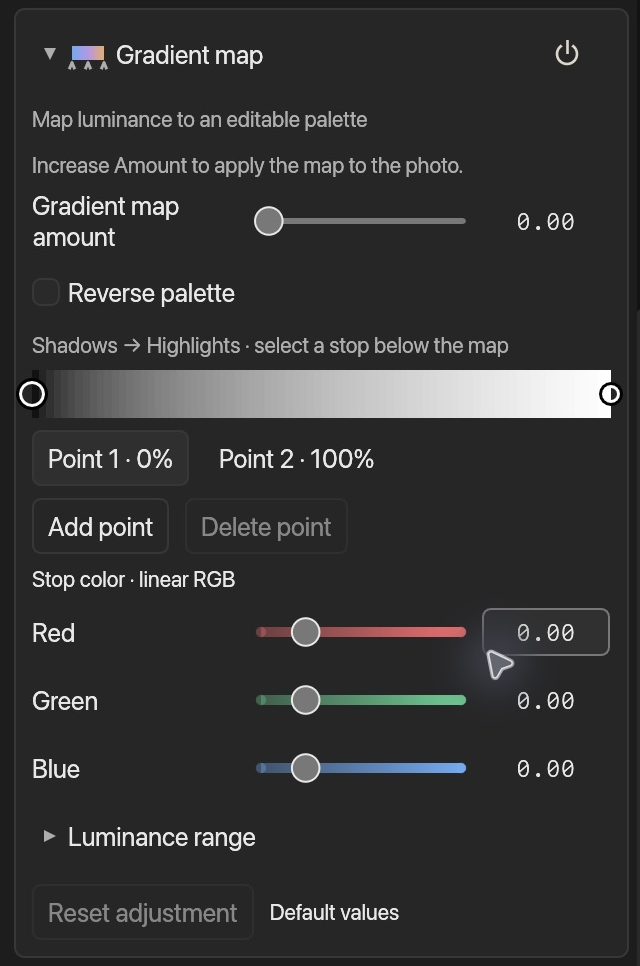 Gradient map
Map luminance to an editable palette
Increase Amount to apply the map to the photo.
Gradient map
amount
0.00
Reverse palette
Shadows → Highlights · select a stop below the map
Point 1 · 0% Point 2 · 100%
Add point Delete point
Stop color · linear RGB
Red 0.00
Green 0.00
Blue 0.00
Luminance range
Reset adjustment Default values